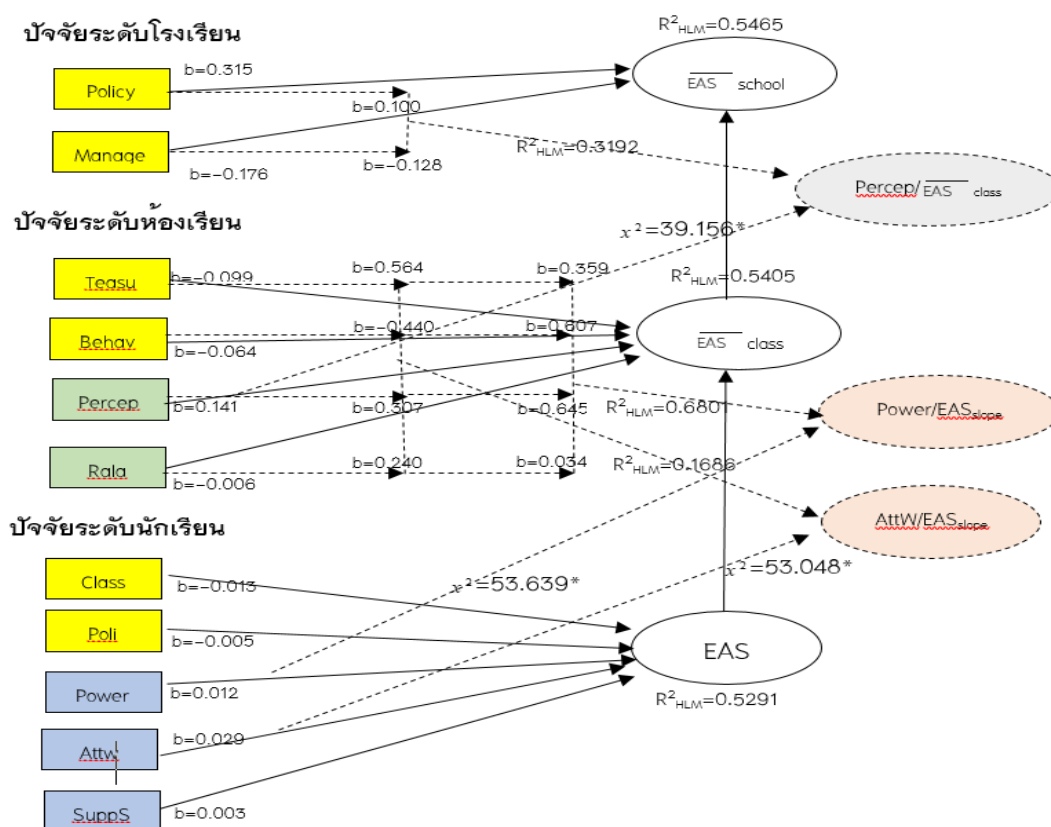 ปัจจัยระดับโรงเรียน
R²HLM=0.5465
b=0.315
Policy
EAS school
b=0.100
Manage
R²HLM=0.3192
b=-0.176
b=-0.128
Percep/EAS class
ปัจจัยระดับห้องเรียน
x²=39.156*
b=-0.099
b=0.564
b=0.359
R²HLM=0.5405
Teasu
Behav
b=-0.440
b=0.607
EAS class
b=-0.064
Percep
b=0.141
b=0.307
b=0.645
R²HLM=0.6801
Power/EASslope
Rala
b=0.240
b=0.034
R²HLM=0.1686
b=-0.006
AttW/EASslope
ปัจจัยระดับนักเรียน
Class
b=-0.013
x²=53.639*
x²=53.048*
Poli
b=-0.005
EAS
Power
b=0.012
R²HLM=0.5291
Attw
b=0.029
SuppS
b=0.003